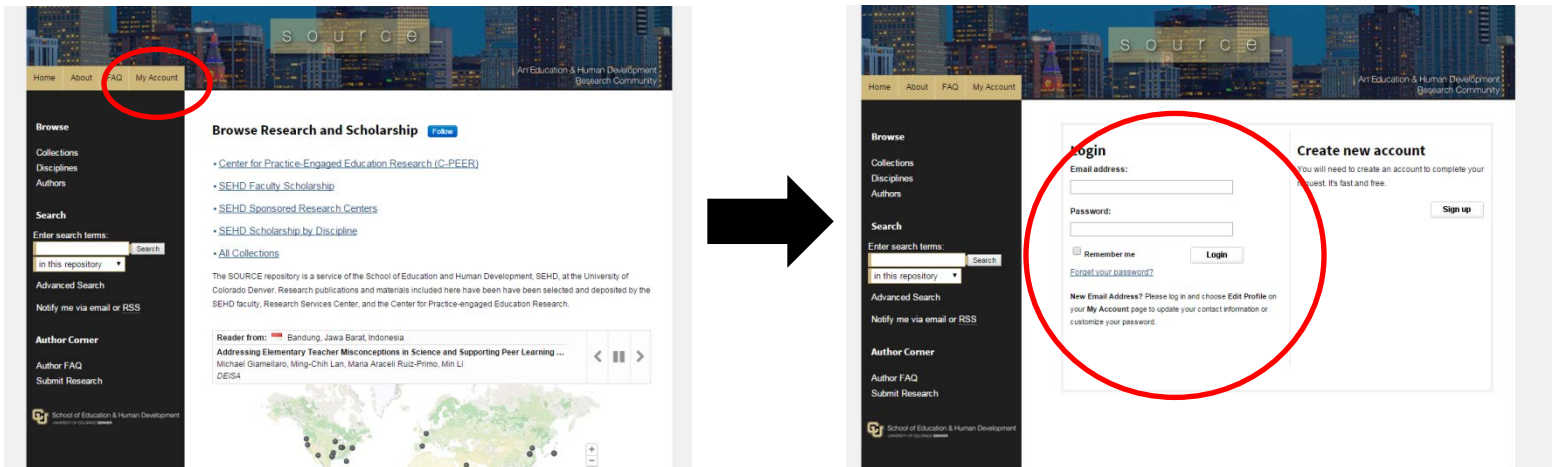 source
Art Education & Human Development
Research Community
Home About FAQ My Account
Browse
Collections
Disciplines
Authors
Search
Enter search terms:
Search
in this repository
Advanced Search
Notify me via email or RSS
Author Corner
Author FAQ
Submit Research
School of Education & Human Development
UNIVERSITY OF COLORADO DENVER
Browse Research and Scholarship Follow
• Center for Practice-Engaged Education Research (C-PEER)
• SEHD Faculty Scholarship
• SEHD Sponsored Research Centers
• SEHD Scholarship by Discipline
• All Collections
The SOURCE repository is a service of the School of Education and Human Development, SEHD, at the University of
Colorado Denver. Research publications and materials included here have been have been selected and deposited by the
SEHD faculty, Research Services Center, and the Center for Practice-engaged Education Research.
Reader from: Bandung, Jawa Barat, Indonesia
Addressing Elementary Teacher Misconceptions in Science and Supporting Peer Learning ...
Michael Giamellaro, Ming-Chih Lan, Maria Araceli Ruiz-Primo, Min Li
DEISA
+
−
source
Art Education & Human Development
Research Community
Home About FAQ My Account
Browse
Collections
Disciplines
Authors
Search
Enter search terms:
Search
in this repository
Advanced Search
Notify me via email or RSS
Author Corner
Author FAQ
Submit Research
School of Education & Human Development
UNIVERSITY OF COLORADO DENVER
Login
Email address:
Password:
Remember me Login
Forget your password?
New Email Address? Please log in and choose Edit Profile on
your My Account page to update your contact information or
customize your password.
Create new account
You will need to create an account to complete your
request. It's fast and free.
Sign up